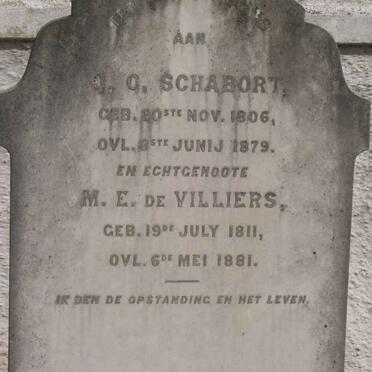 AAN
SCHABORT,
GEB. 20STE NOV. 1806,
OVL. 8STE JUNIJ 1879.
EN ECHTGENOOTE
M. E. DE VILLIERS,
GEB. 19DE JULY 1811,
OVL. 6DE MEI 1881.
IK BEN DE OPSTANDING EN HET LEVEN.